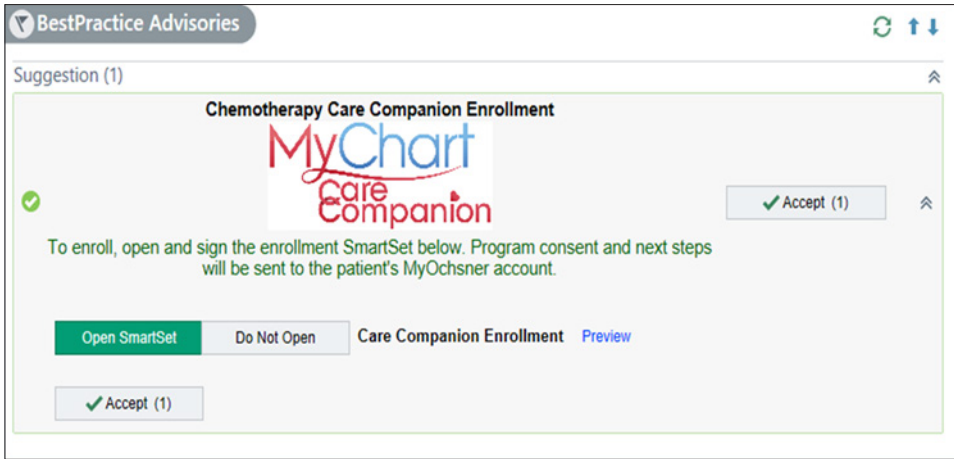 BestPractice Advisories
Suggestion (1)
Chemotherapy Care Companion Enrollment
MyChart
Care
Companion
Accept (1)
To enroll, open and sign the enrollment SmartSet below. Program consent and next steps
will be sent to the patient's MyOchsner account.
Open SmartSet Do Not Open Care Companion Enrollment Preview
Accept (1)